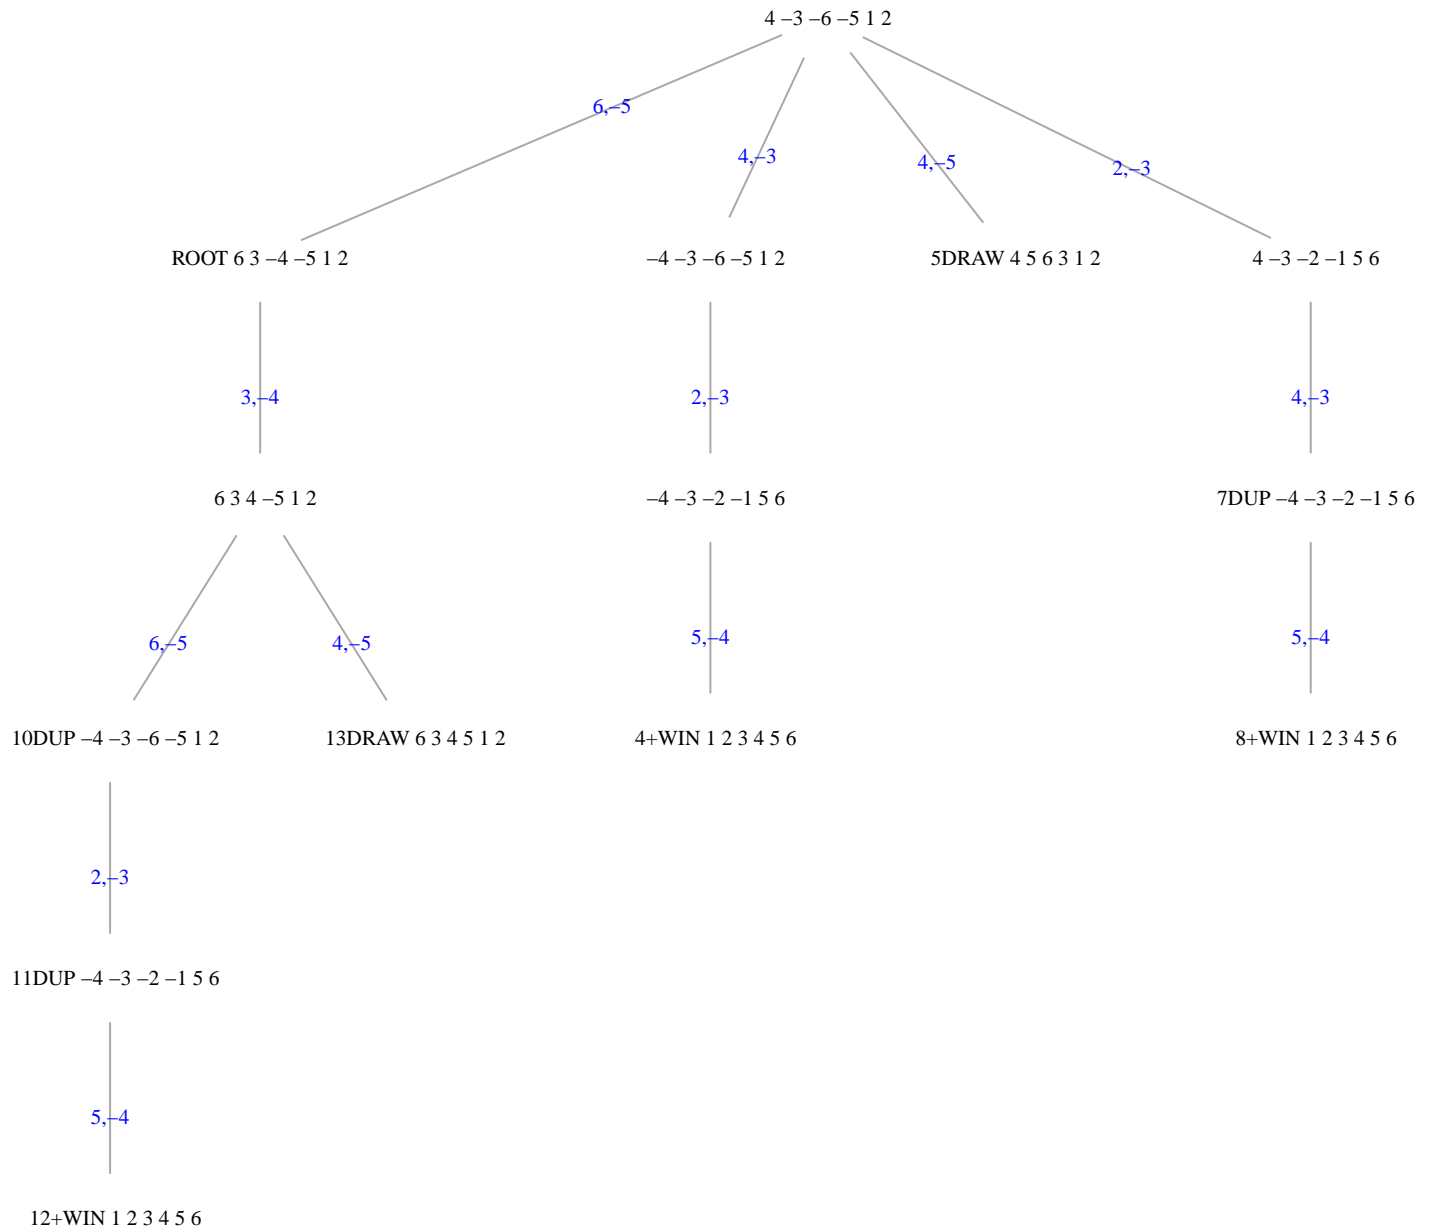 4 –3 –6 –5 1 2
6,–5
4,–3
4,–5
2,–3
ROOT 6 3 –4 –5 1 2
–4 –3 –6 –5 1 2
5DRAW 4 5 6 3 1 2
4 –3 –2 –1 5 6
3,–4
2,–3
4,–3
6 3 4 –5 1 2
–4 –3 –2 –1 5 6
7DUP –4 –3 –2 –1 5 6
6,–5
4,–5
5,–4
5,–4
10DUP –4 –3 –6 –5 1 2
13DRAW 6 3 4 5 1 2
4+WIN 1 2 3 4 5 6
8+WIN 1 2 3 4 5 6
2,–3
11DUP –4 –3 –2 –1 5 6
5,–4
12+WIN 1 2 3 4 5 6